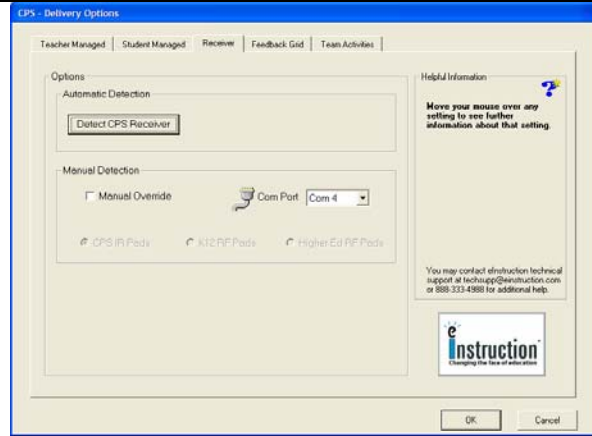 CPS - Delivery Options
Teacher Managed
Student Managed
Receiver
Feedback Grid
Team Activities
Options
Automatic Detection
Detect CPS Receiver
Manual Detection
Manual Override
Com Port
Com 4
CPS IR Pads
K12 RF Pads
Higher Ed RF Pads
Helpful Information
Move your mouse over any
setting to see further
information about that setting.
You may contact eInstruction technical
support at techsupp@einstruction.com
or 888-333-4988 for additional help.
eInstruction
Changing the face of education
OK
Cancel